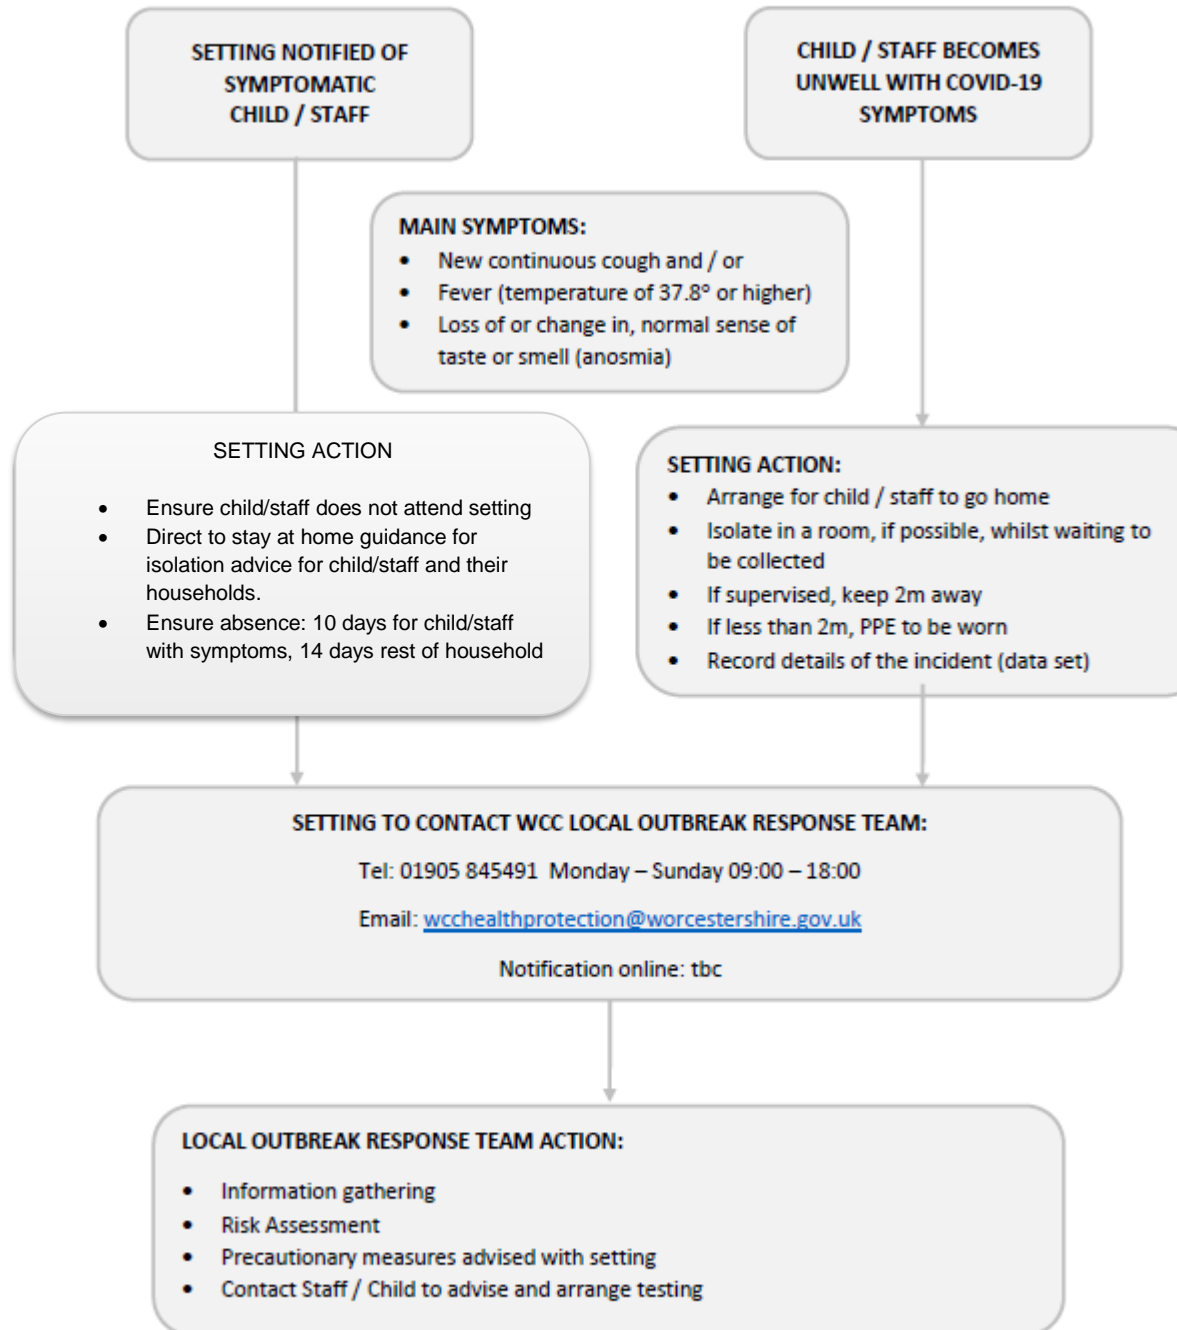 SETTING NOTIFIED OF
SYMPTOMATIC
CHILD / STAFF
CHILD / STAFF BECOMES
UNWELL WITH COVID-19
SYMPTOMS
MAIN SYMPTOMS:
• New continuous cough and / or
• Fever (temperature of 37.8° or higher)
• Loss of or change in, normal sense of
taste or smell (anosmia)
SETTING ACTION
• Ensure child/staff does not attend setting
• Direct to stay at home guidance for
isolation advice for child/staff and their
households.
• Ensure absence: 10 days for child/staff
with symptoms, 14 days rest of household
SETTING ACTION:
• Arrange for child / staff to go home
• Isolate in a room, if possible, whilst waiting to
be collected
• If supervised, keep 2m away
• If less than 2m, PPE to be worn
• Record details of the incident (data set)
SETTING TO CONTACT WCC LOCAL OUTBREAK RESPONSE TEAM:
Tel: 01905 845491 Monday – Sunday 09:00 – 18:00
Email: wcchealthprotection@worcestershire.gov.uk
Notification online: tbc
LOCAL OUTBREAK RESPONSE TEAM ACTION:
• Information gathering
• Risk Assessment
• Precautionary measures advised with setting
• Contact Staff / Child to advise and arrange testing